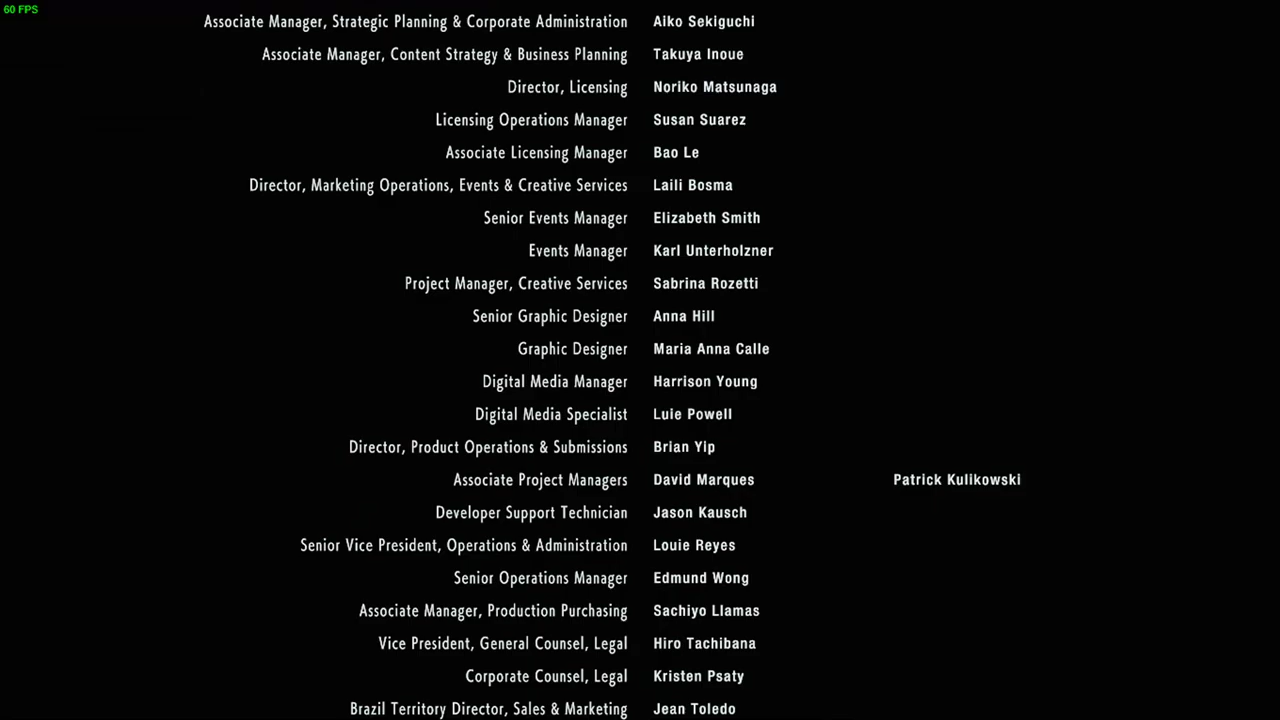 60 FPS
Associate Manager, Strategic Planning & Corporate Administration Aiko Sekiguchi
Associate Manager, Content Strategy & Business Planning Takuya Inoue
Director, Licensing Noriko Matsunaga
Licensing Operations Manager Susan Suarez
Associate Licensing Manager Bao Le
Director, Marketing Operations, Events & Creative Services Laili Bosma
Senior Events Manager Elizabeth Smith
Events Manager Karl Unterholzner
Project Manager, Creative Services Sabrina Rozetti
Senior Graphic Designer Anna Hill
Graphic Designer Maria Anna Calle
Digital Media Manager Harrison Young
Digital Media Specialist Luie Powell
Director, Product Operations & Submissions Brian Yip
Associate Project Managers David Marques Patrick Kulikowski
Developer Support Technician Jason Kausch
Senior Vice President, Operations & Administration Louie Reyes
Senior Operations Manager Edmund Wong
Associate Manager, Production Purchasing Sachiyo Llamas
Vice President, General Counsel, Legal Hiro Tachibana
Corporate Counsel, Legal Kristen Psaty
Brazil Territory Director, Sales & Marketing Jean Toledo